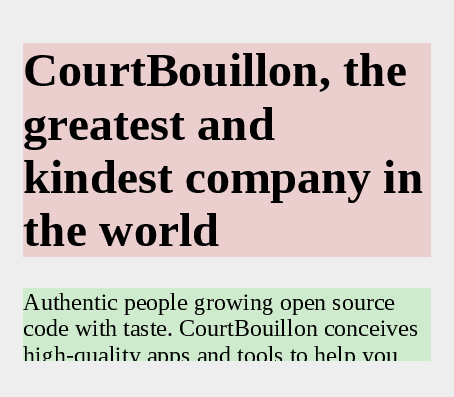 CourtBouillon, the
greatest and
kindest company in
the world
Authentic people growing open source
code with taste. CourtBouillon conceives
high-quality apps and tools to help you